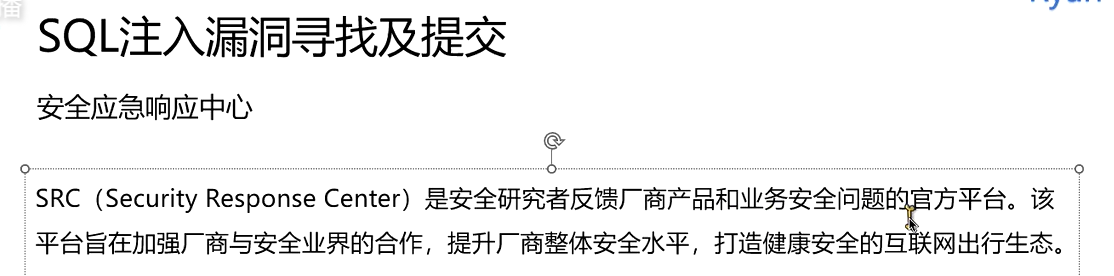 播
SQL注入漏洞寻找及提交
安全应急响应中心
SRC（Security Response Center）是安全研究者反馈厂商产品和业务安全问题的官方平台。该
平台旨在加强厂商与安全业界的合作，提升厂商整体安全水平，打造健康安全的互联网出行生态。